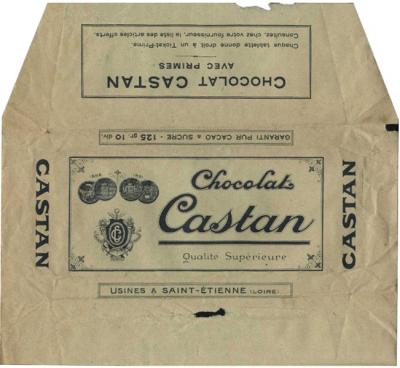 Consultez, chez votre fournisseur, la liste des articles offerts.
Chaque tablette donne droit à un Ticket-Prime.
AVEC PRIMES
CHOCOLAT CASTAN
GARANTI PUR CACAO & SUCRE - 125 gr. 10 div.
CASTAN
Chocolat
Castan
Qualité Supérieure
CASTAN
USINES A SAINT-ÉTIENNE (LOIRE)